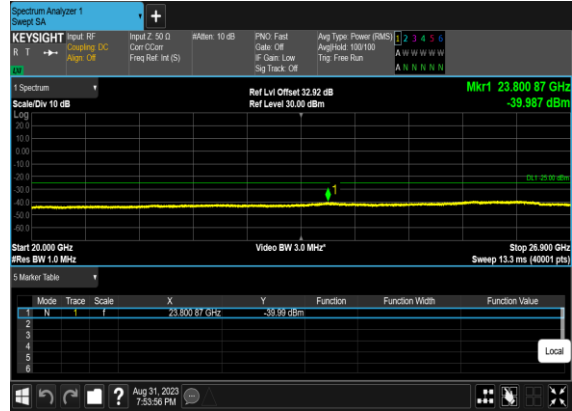 Spectrum Analyzer 1
Swept SA
+
KEYSIGHT Input: RF Input Z: 50 Ω #Atten: 10 dB PNO: Fast Avg Type: Power (RMS) 1 2 3 4 5 6
R T Coupling: DC Corr CCorr Gate: Off Avg|Hold: 100/100 A W W W W W
Align: Off Freq Ref: Int (S) IF Gain: Low Trig: Free Run
LW Sig Track: Off A N N N N N
1 Spectrum Ref Lvl Offset 32.92 dB Mkr1 23.800 87 GHz
Scale/Div 10 dB Ref Level 30.00 dBm -39.987 dBm
Log
20.0
10.0
0.00
-10.0
-20.0
DL1 -25.00 dBm
-30.0
1
-40.0
-50.0
-60.0
Start 20.000 GHz Video BW 3.0 MHz* Stop 26.900 GHz
#Res BW 1.0 MHz Sweep 13.3 ms (40001 pts)
5 Marker Table
Mode Trace Scale X Y Function Function Width Function Value
1 N 1 f 23.800 87 GHz -39.99 dBm
2
3
4
5
6
Local
? Aug 31, 2023
7:53:56 PM